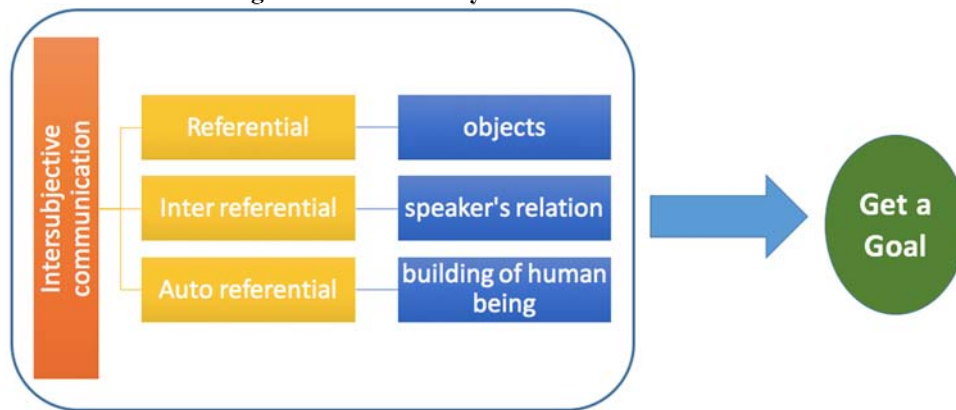 Intersubjective
communication
Referential
objects
Inter referential
speaker's relation
Auto referential
building of human
being
Get a
Goal